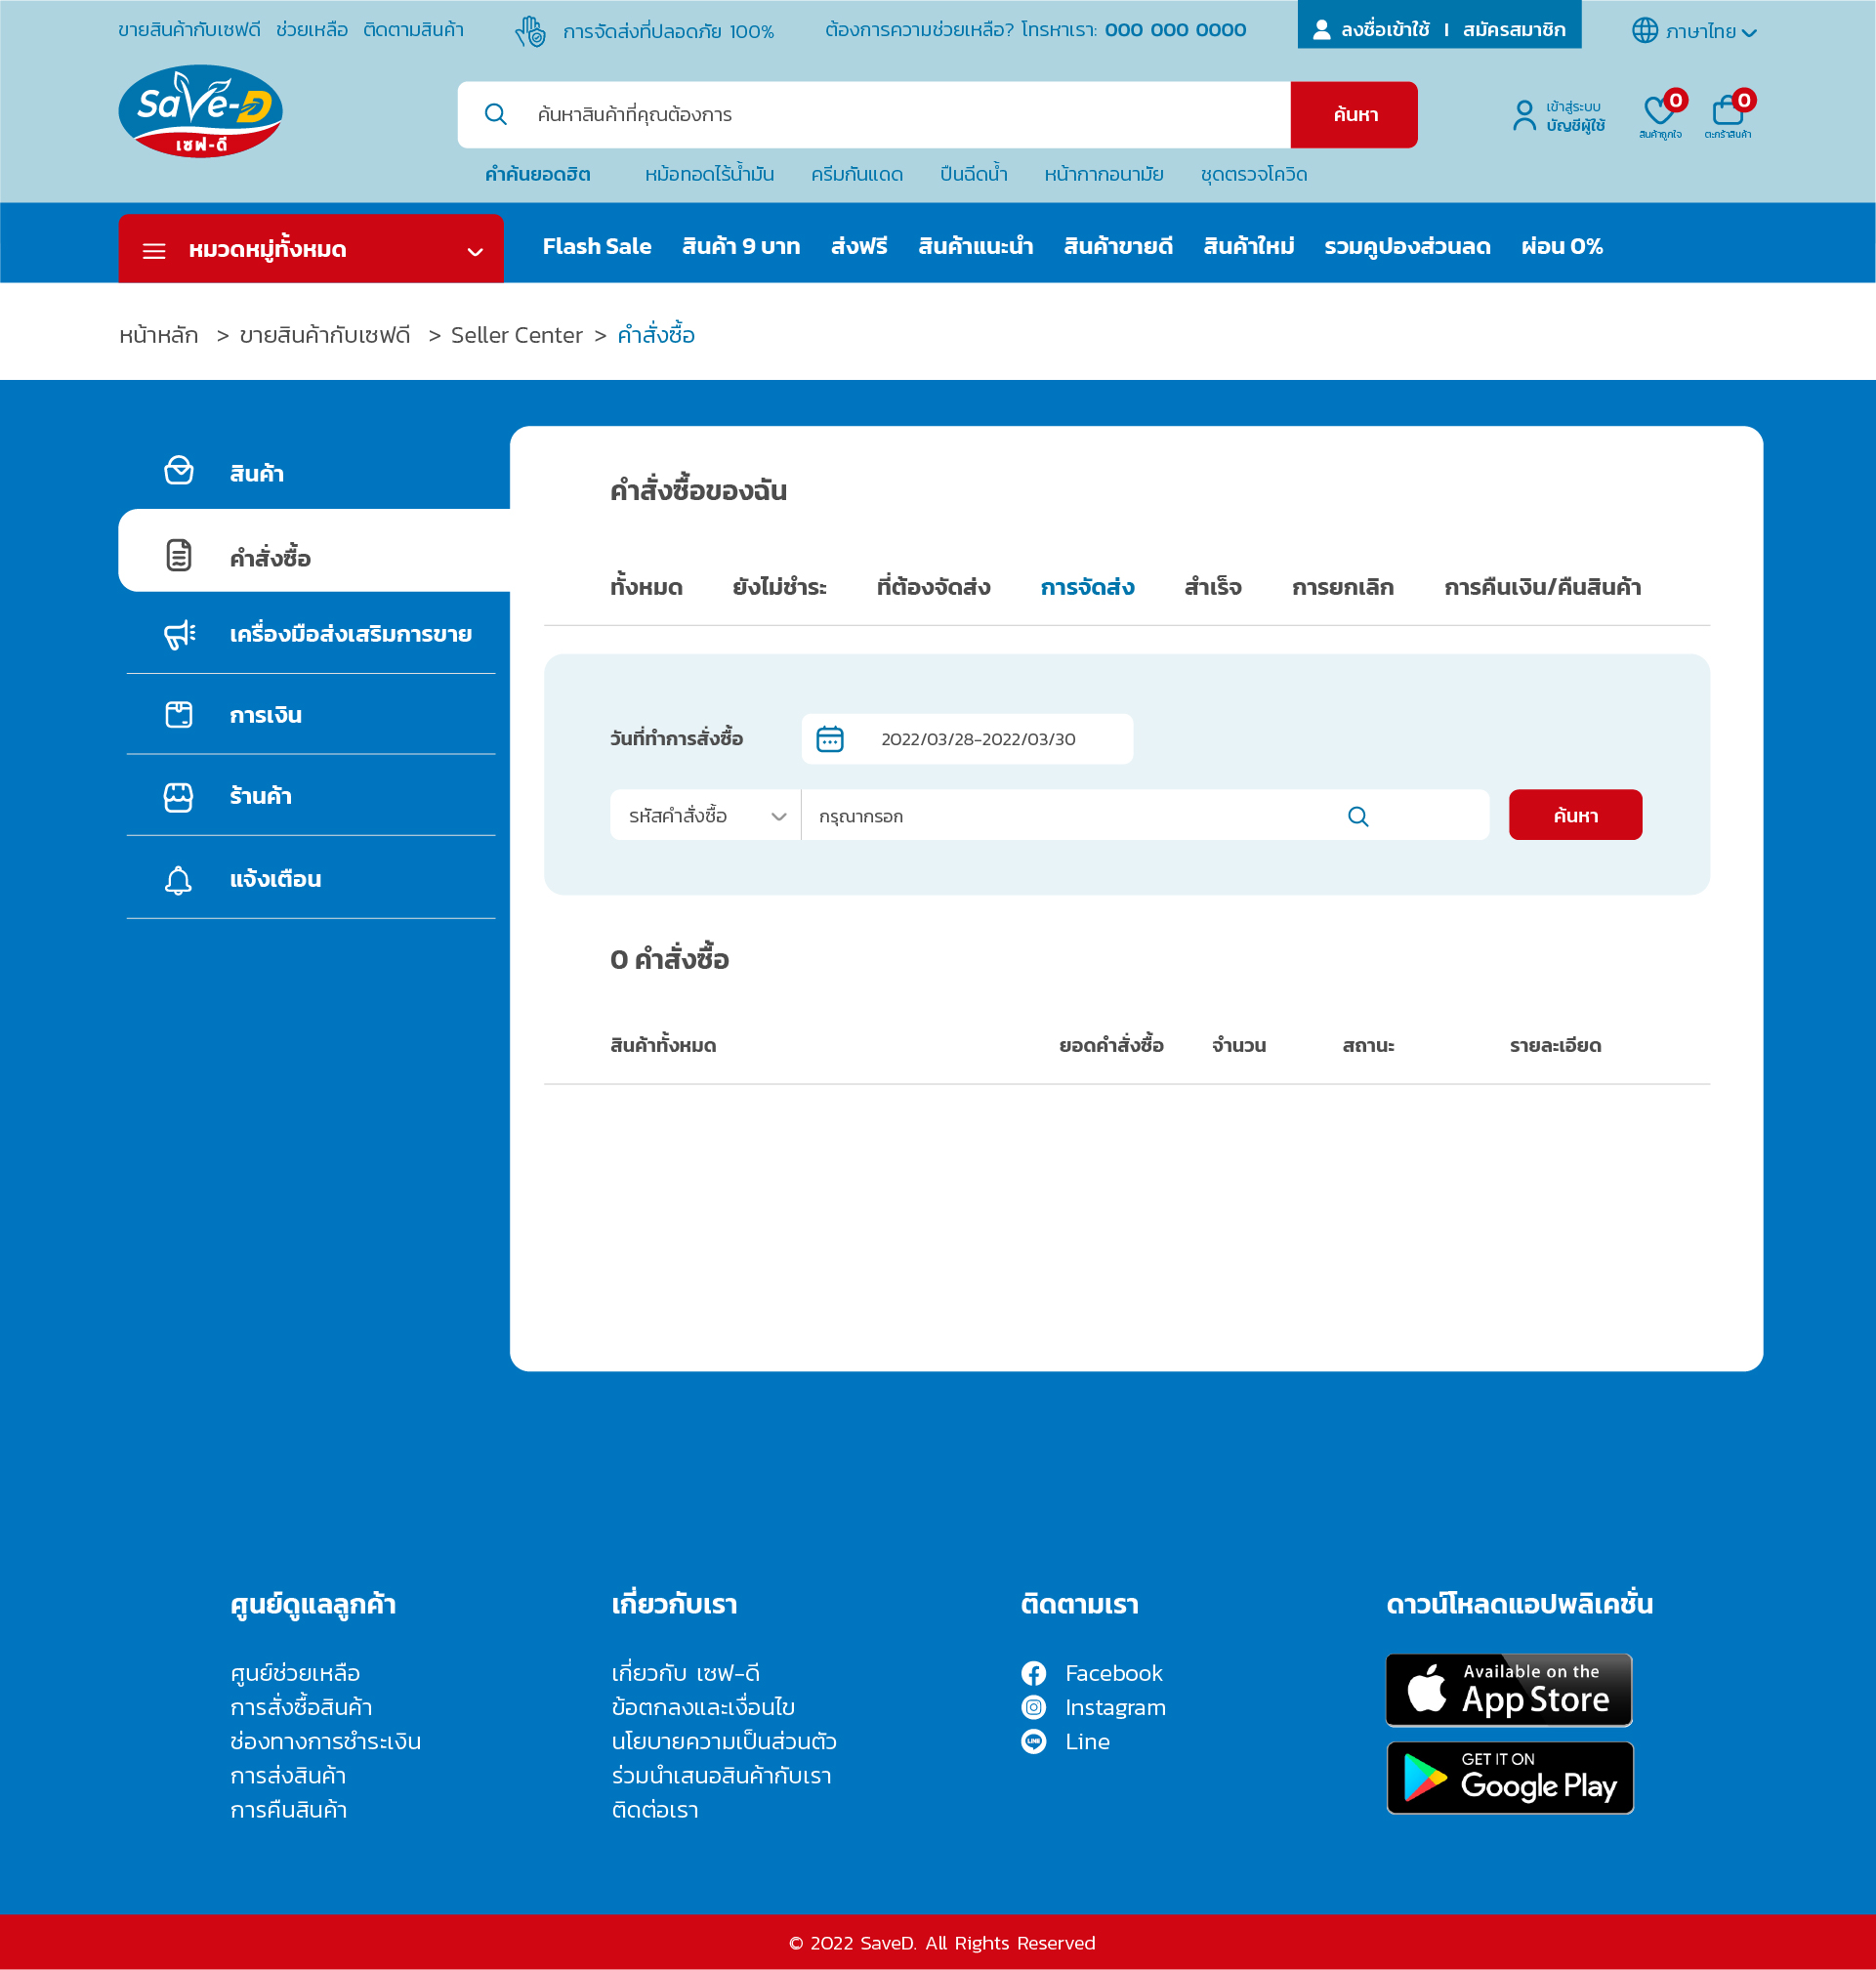 ขายสินค้ากับเซฟดี ช่วยเหลือ ติดตามสินค้า การจัดส่งที่ปลอดภัย 100% ต้องการความช่วยเหลือ? โทรหาเรา: 000 000 0000 ลงชื่อเข้าใช้ I สมัครสมาชิก ภาษาไทย
SaVe-D
เซฟ-ดี
ค้นหาสินค้าที่คุณต้องการ ค้นหา
เข้าสู่ระบบ
บัญชีผู้ใช้
0 0
สินค้าถูกใจ ตะกร้าสินค้า
คำค้นยอดฮิต หม้อทอดไร้น้ำมัน ครีมกันแดด ปืนฉีดน้ำ หน้ากากอนามัย ชุดตรวจโควิด
หมวดหมู่ทั้งหมด Flash Sale สินค้า 9 บาท ส่งฟรี สินค้าแนะนำ สินค้าขายดี สินค้าใหม่ รวมคูปองส่วนลด ผ่อน 0%
หน้าหลัก > ขายสินค้ากับเซฟดี > Seller Center > คำสั่งซื้อ
สินค้า
คำสั่งซื้อ
เครื่องมือส่งเสริมการขาย
การเงิน
ร้านค้า
แจ้งเตือน
คำสั่งซื้อของฉัน
ทั้งหมด ยังไม่ชำระ ที่ต้องจัดส่ง การจัดส่ง สำเร็จ การยกเลิก การคืนเงิน/คืนสินค้า
วันที่ทำการสั่งซื้อ 2022/03/28-2022/03/30
รหัสคำสั่งซื้อ กรุณากรอก ค้นหา
0 คำสั่งซื้อ
สินค้าทั้งหมด ยอดคำสั่งซื้อ จำนวน สถานะ รายละเอียด
ศูนย์ดูแลลูกค้า
ศูนย์ช่วยเหลือ
การสั่งซื้อสินค้า
ช่องทางการชำระเงิน
การส่งสินค้า
การคืนสินค้า
เกี่ยวกับเรา
เกี่ยวกับ เซฟ-ดี
ข้อตกลงและเงื่อนไข
นโยบายความเป็นส่วนตัว
ร่วมนำเสนอสินค้ากับเรา
ติดต่อเรา
ติดตามเรา
Facebook
Instagram
LINE Line
ดาวน์โหลดแอปพลิเคชั่น
Available on the
App Store
GET IT ON
Google Play
© 2022 SaveD. All Rights Reserved